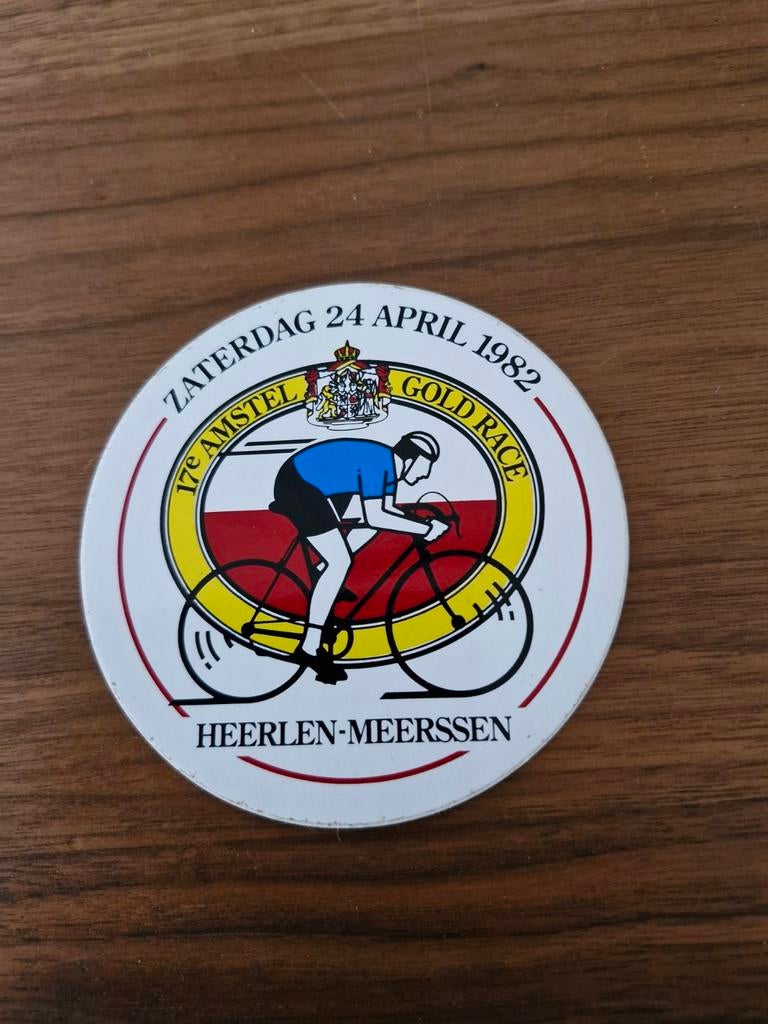 ZATERDAG 24 APRIL 1982
17e AMSTEL GOLD RACE
HEERLEN-MEERSSEN